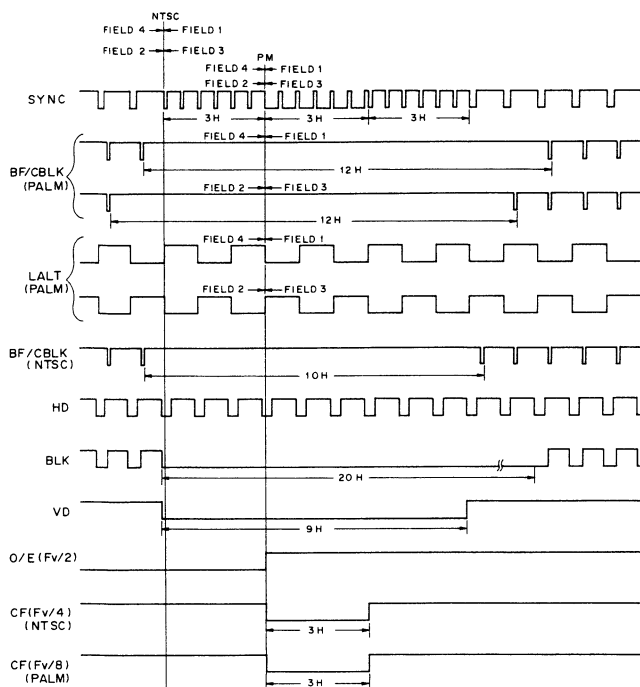 NTSC
FIELD 4 FIELD 1
FIELD 2 FIELD 3
PM
FIELD 4 FIELD 1
FIELD 2 FIELD 3
SYNC
3H 3H 3H
FIELD 4 FIELD 1
BF/CBLK
(PALM)
12H
FIELD 2 FIELD 3
12H
FIELD 4 FIELD 1
LALT
(PALM)
FIELD 2 FIELD 3
BF/CBLK
(NTSC)
10H
HD
BLK
20H
VD
9H
O/E(Fv/2)
CF(Fv/4)
(NTSC)
3H
CF(Fv/8)
(PALM)
3H